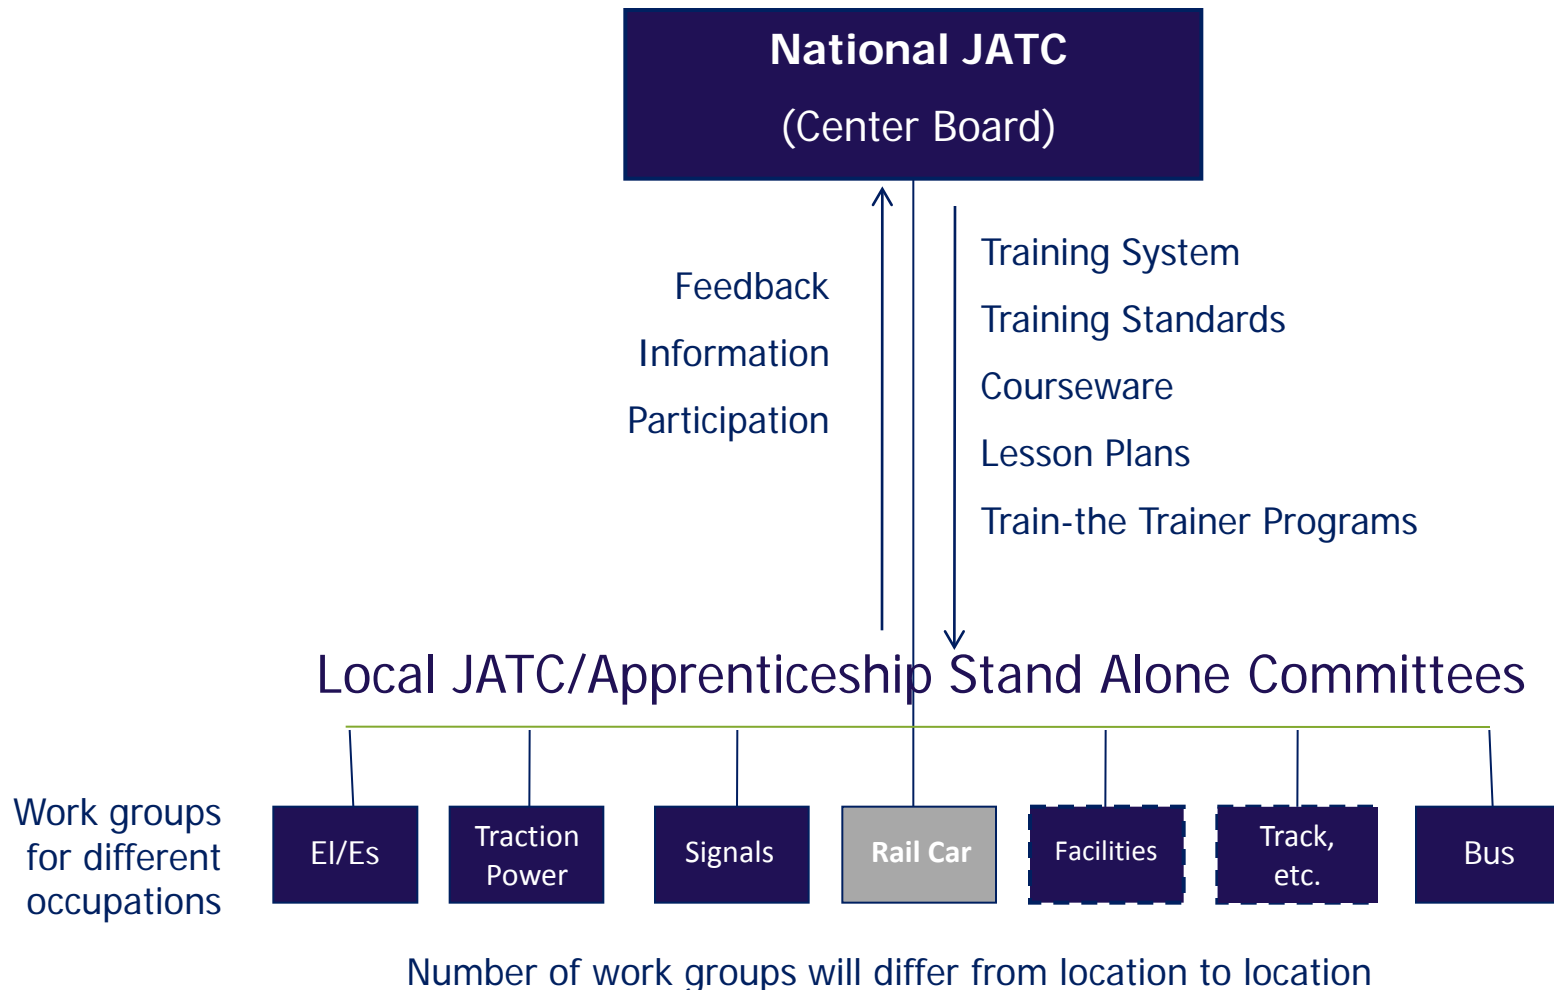 National JATC
(Center Board)
Feedback
Information
Participation
Training System
Training Standards
Courseware
Lesson Plans
Train-the Trainer Programs
Local JATC/Apprenticeship Stand Alone Committees
Work groups
for different
occupations
El/Es
Traction
Power
Signals
Rail Car
Facilities
Track,
etc.
Bus
Number of work groups will differ from location to location